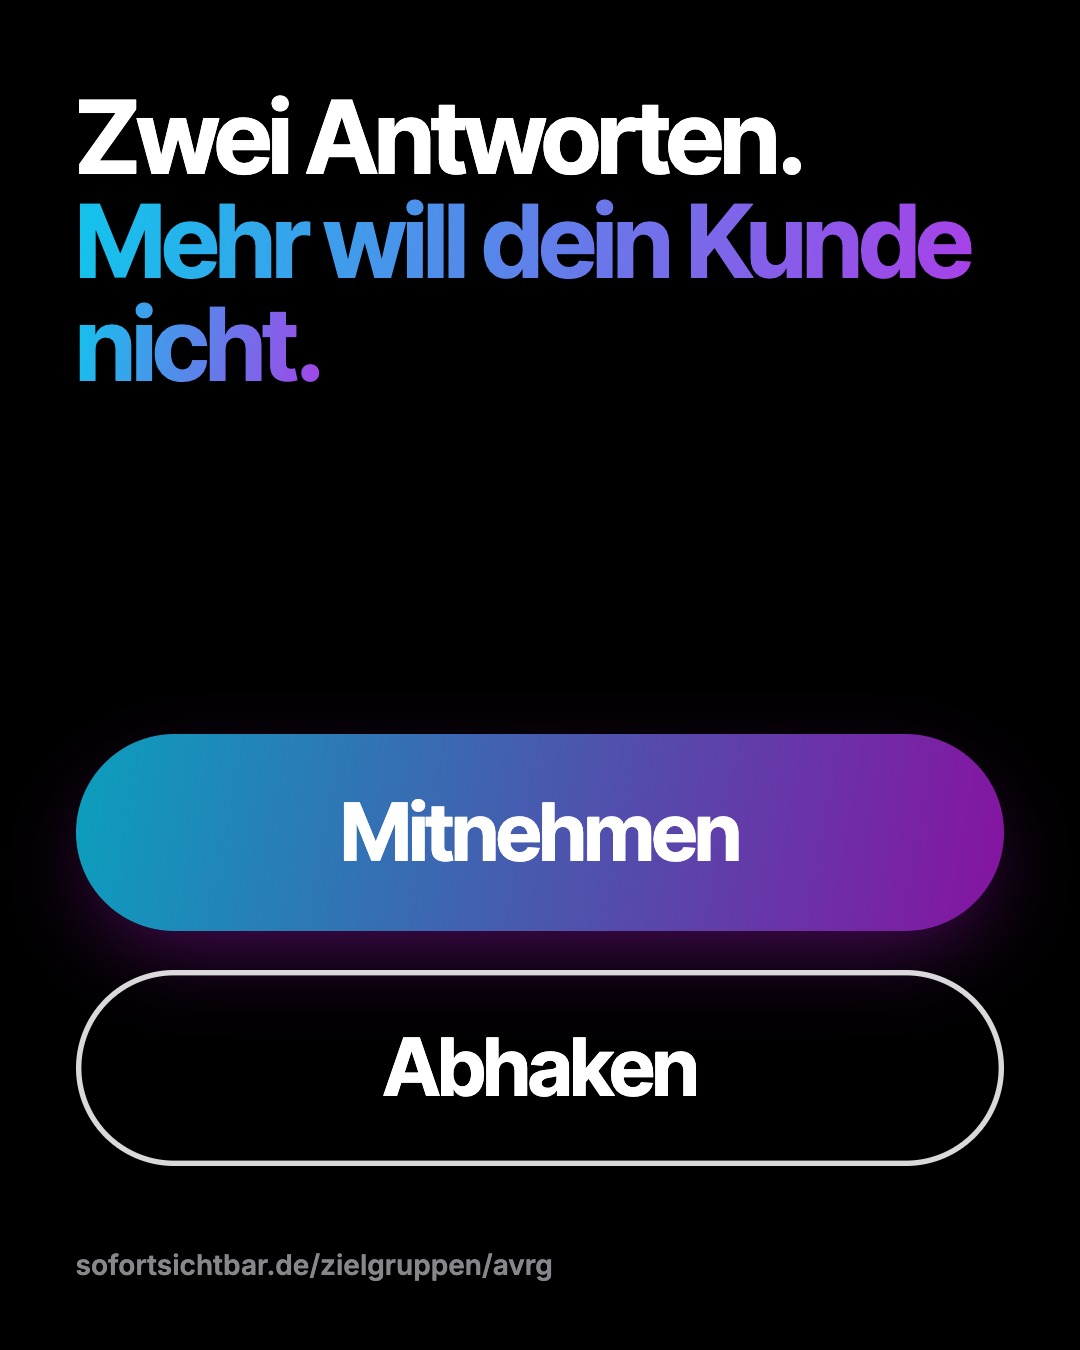 Zwei Antworten.
Mehr will dein Kunde
nicht.
Mitnehmen
Abhaken
sofortsichtbar.de/zielgruppen/avrg